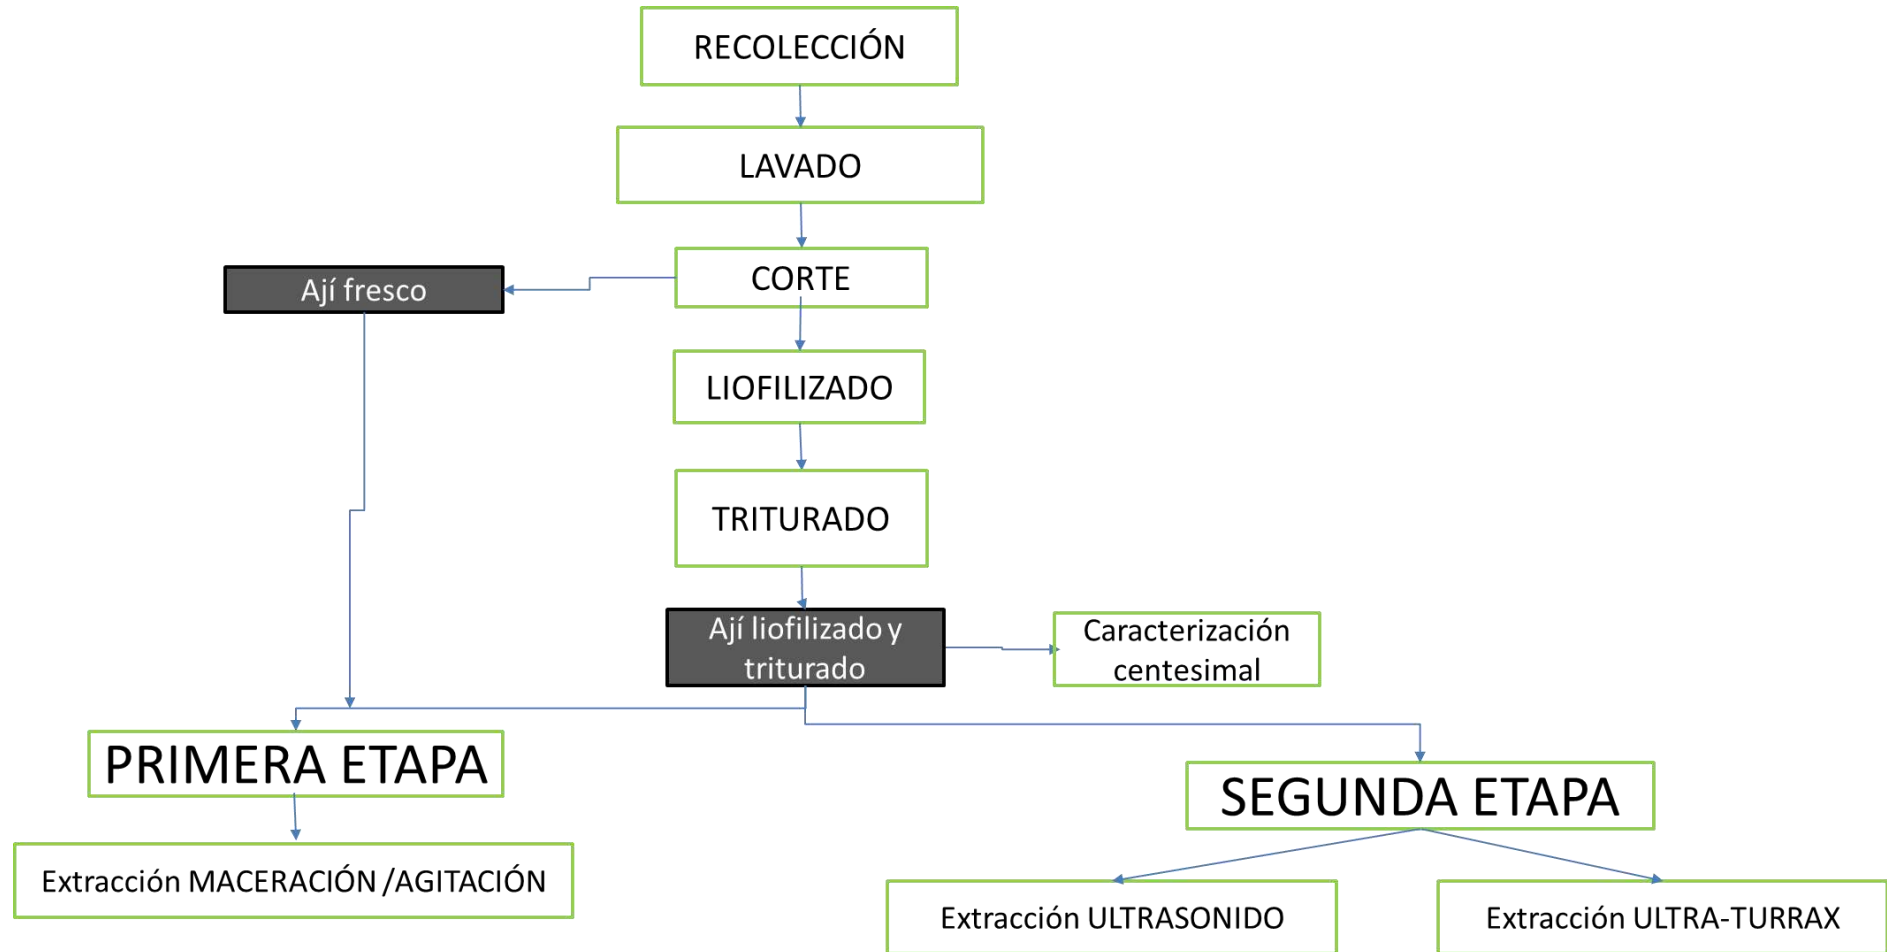 RECOLECCIÓN
LAVADO
CORTE
Ají fresco
LIOFILIZADO
TRITURADO
Ají liofilizado y
triturado
Caracterización
centesimal
PRIMERA ETAPA
SEGUNDA ETAPA
Extracción MACERACIÓN /AGITACIÓN
Extracción ULTRASONIDO
Extracción ULTRA-TURRAX